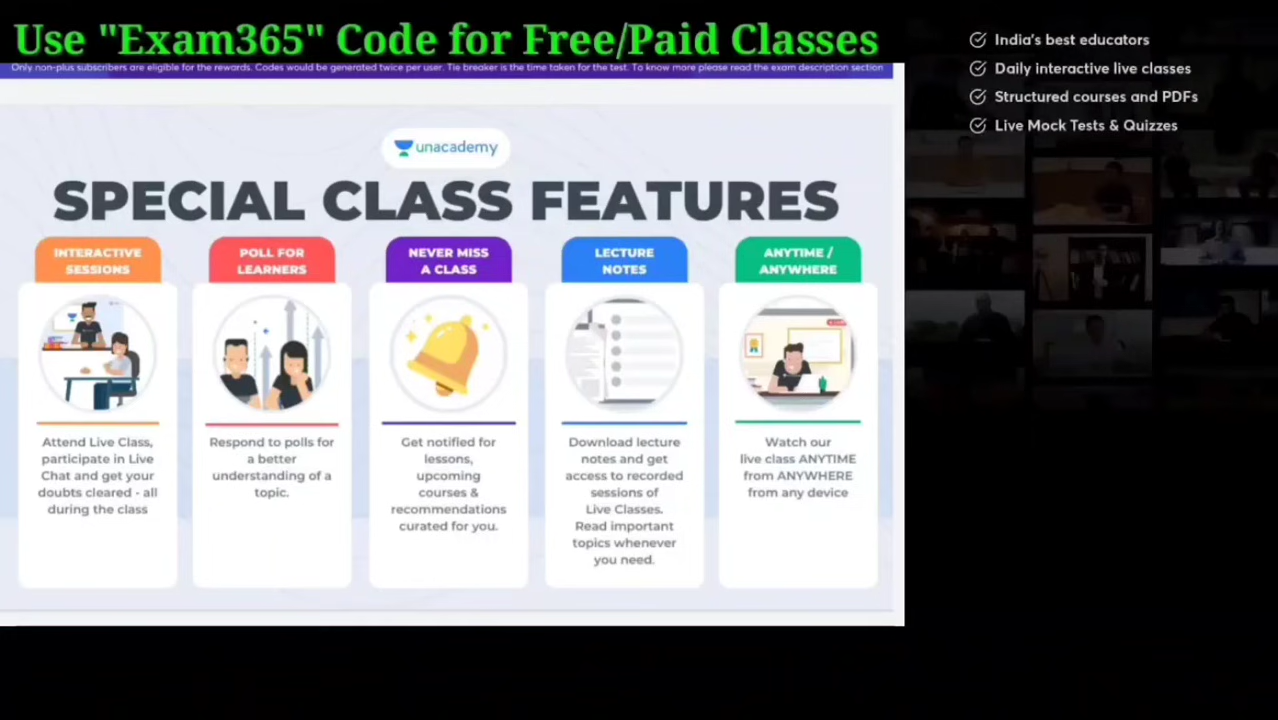 Use "Exam365" Code for Free/Paid Classes
Only non-plus subscribers are eligible for the rewards. Codes would be generated twice per user. Tie breaker is the time taken for the test. To know more please read the exam description section
India's best educators
Daily interactive live classes
Structured courses and PDFs
Live Mock Tests & Quizzes
unacademy
SPECIAL CLASS FEATURES
INTERACTIVE
SESSIONS
Attend Live Class,
participate in Live
Chat and get your
doubts cleared - all
during the class
POLL FOR
LEARNERS
Respond to polls for
a better
understanding of a
topic.
NEVER MISS
A CLASS
Get notified for
lessons,
upcoming
courses &
recommendations
curated for you.
LECTURE
NOTES
Download lecture
notes and get
access to recorded
sessions of
Live Classes.
Read important
topics whenever
you need.
ANYTIME /
ANYWHERE
Watch our
live class ANYTIME
from ANYWHERE
from any device